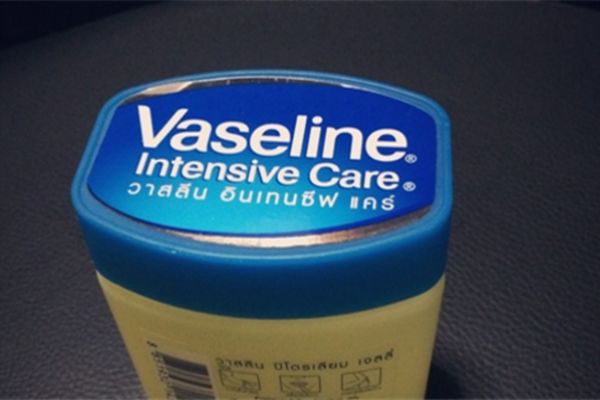 Vaseline®
Intensive Care®
วาสลีน อินเทนซีฟ แคร์
วาสลีน ปิโตรเลียม เจลลี่